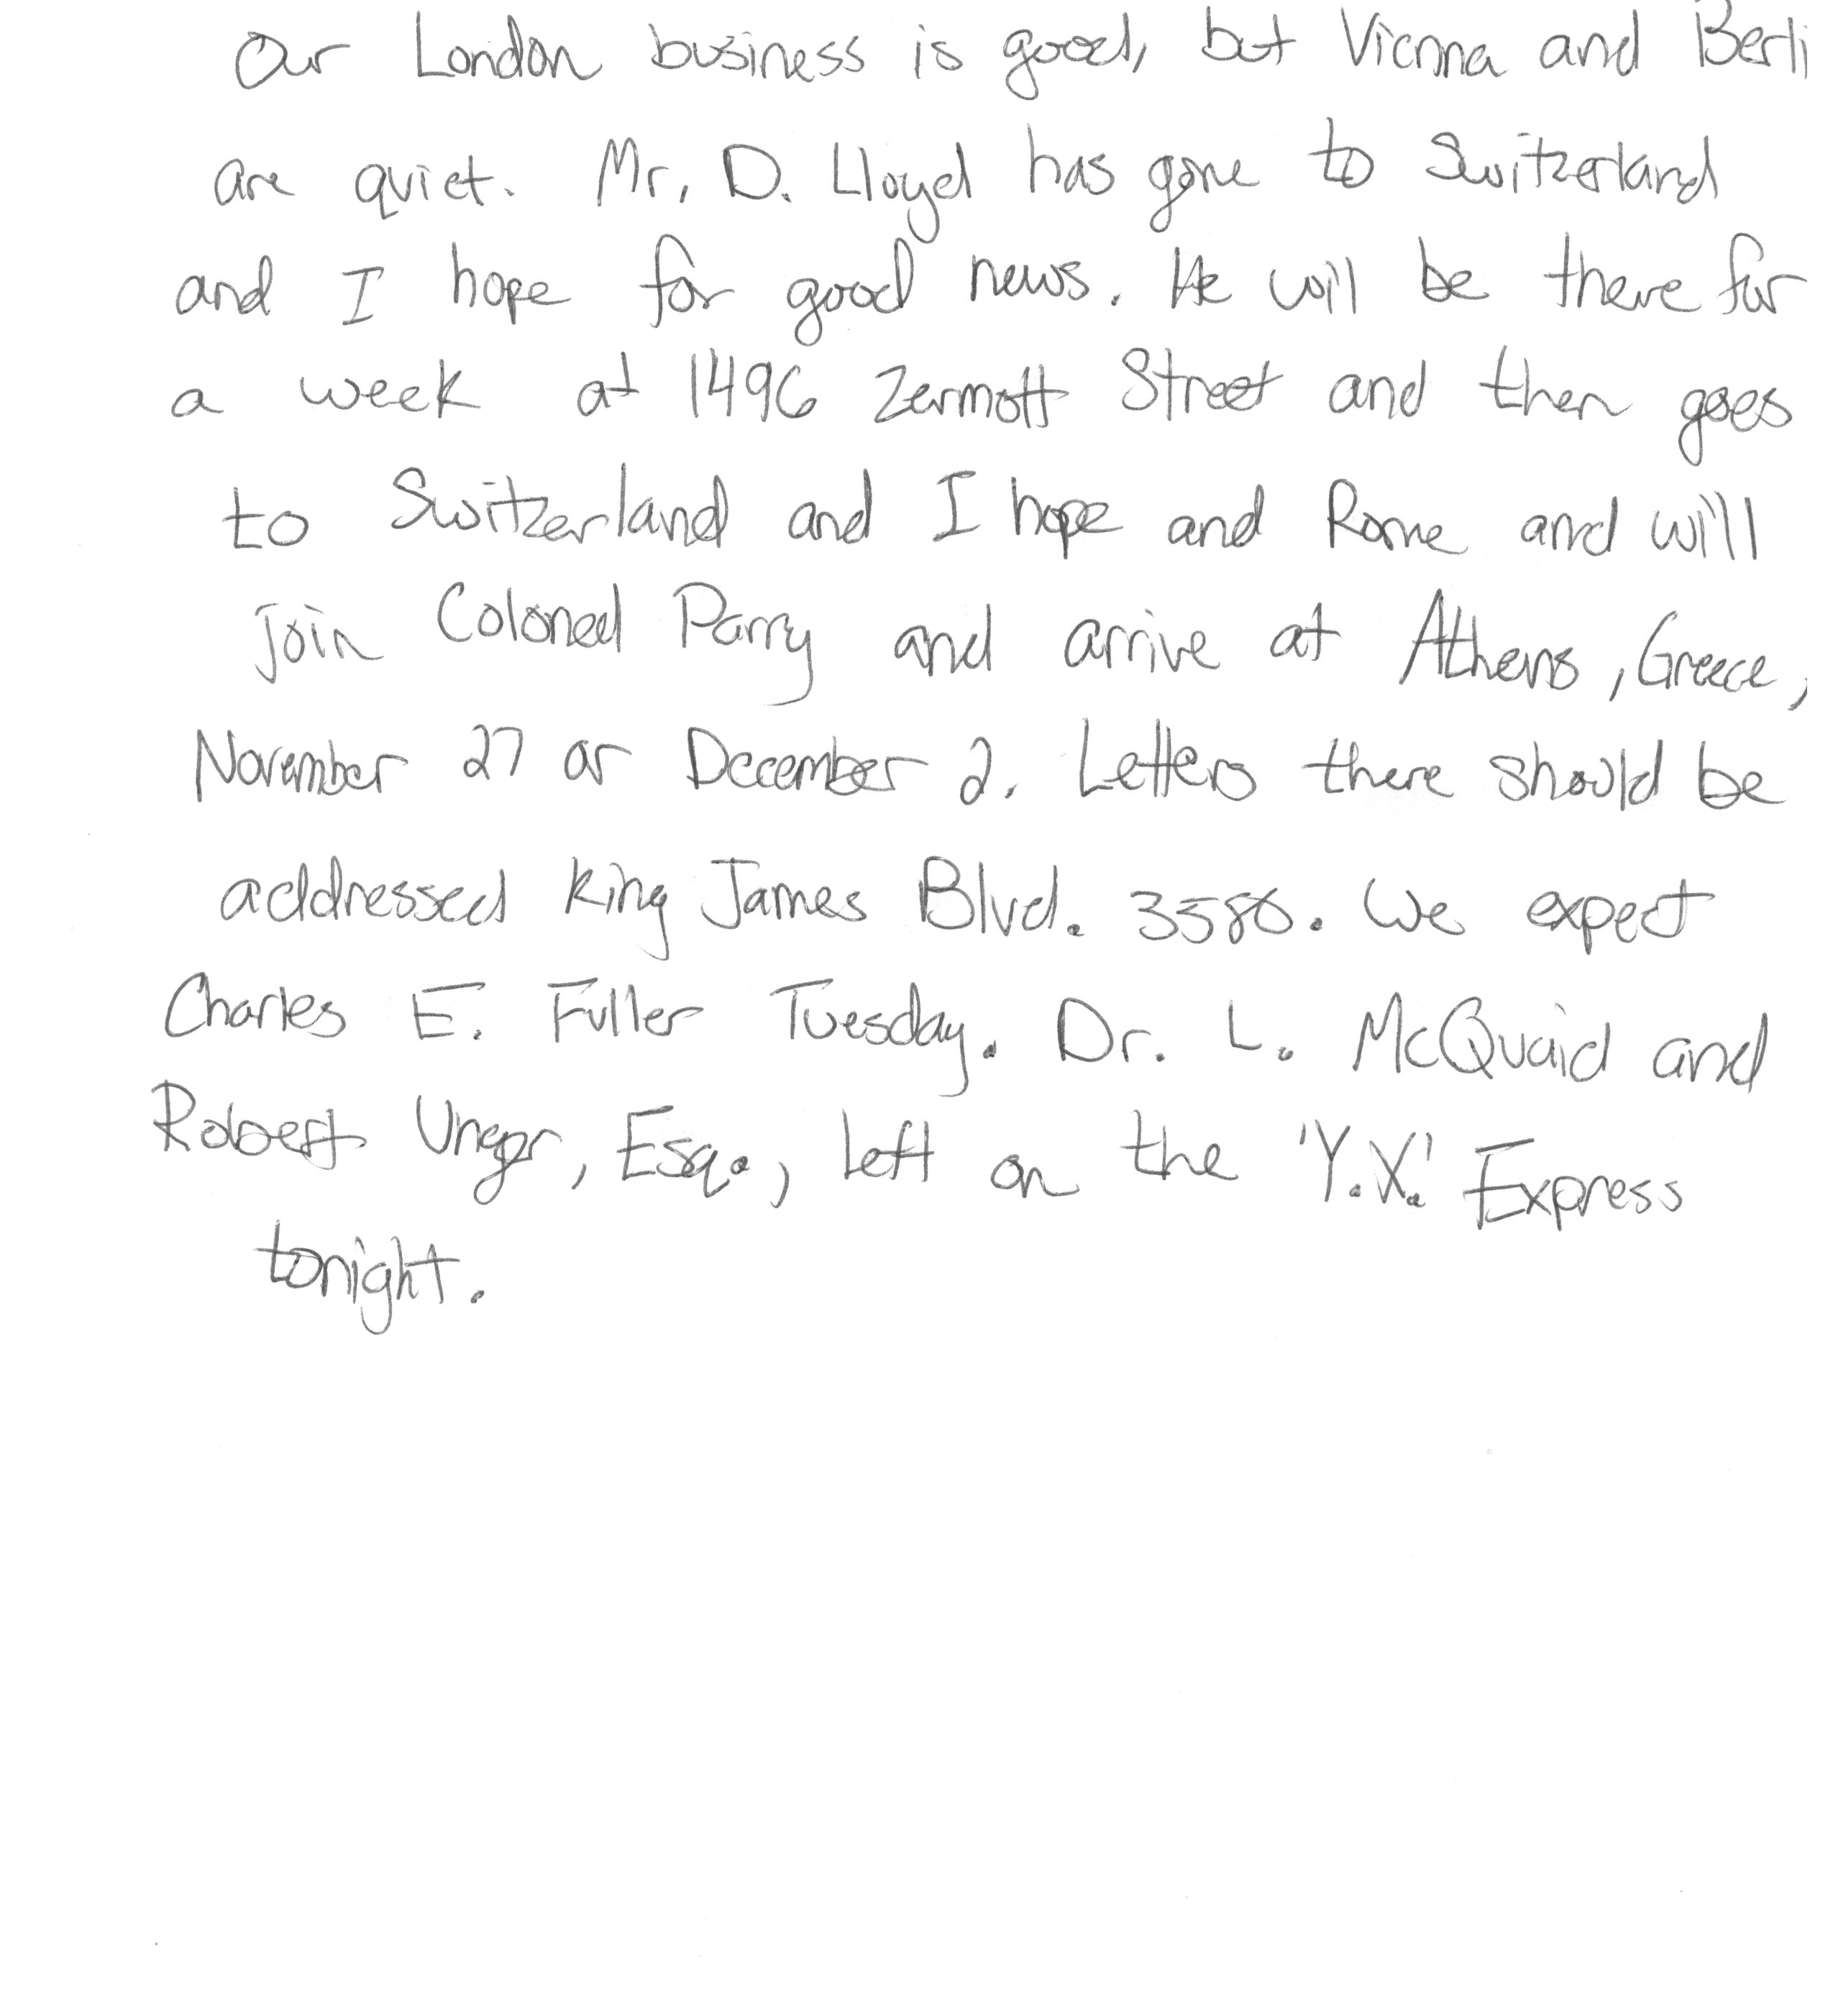 Our London business is good, but Vienna and Berli
are quiet. Mr. D. Lloyd has gone to Switzerland
and I hope for good news. He will be there for
a week at 1496 Zermott Street and then goes
to Switzerland and I hope and Rome and will
join Colonel Parry and arrive at Athens, Greece,
November 27 or December 2. Letters there should be
addressed King James Blvd. 3580. We expect
Charles E. Fuller Tuesday. Dr. L. McQuaid and
Robert Unger, Esq., left on the 'Y.X.' Express
tonight.